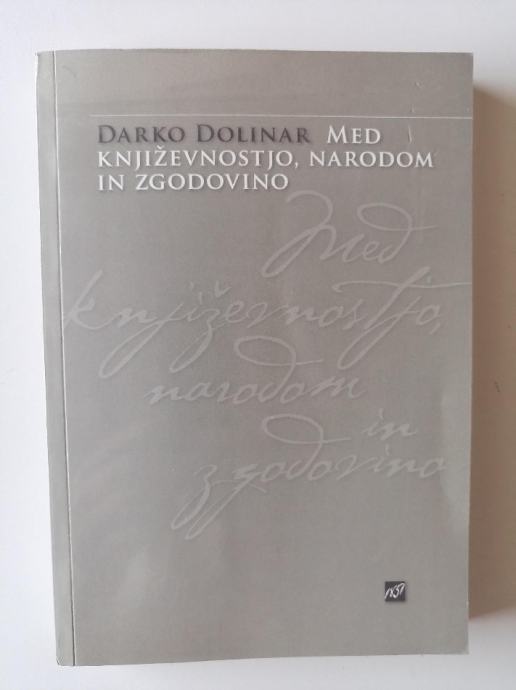 DARKO DOLINAR MED
KNJIŽEVNOSTJO, NARODOM
IN ZGODOVINO
Med
književnostjo,
narodom
in
zgodovino